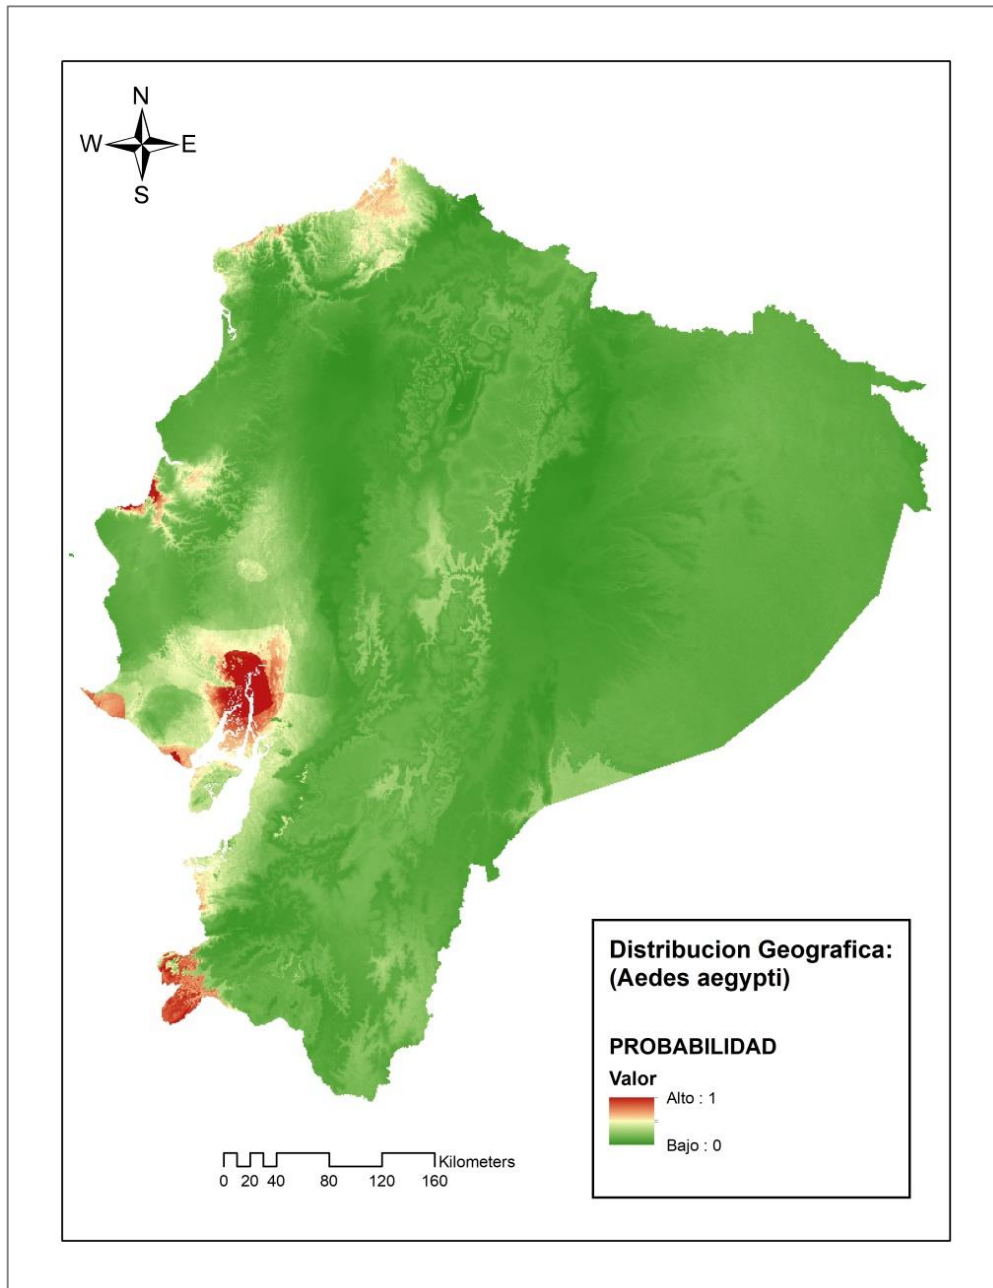 N
W E
S
Distribucion Geografica:
(Aedes aegypti)
PROBABILIDAD
Valor
Alto : 1
Bajo : 0
Kilometers
0 20 40 80 120 160